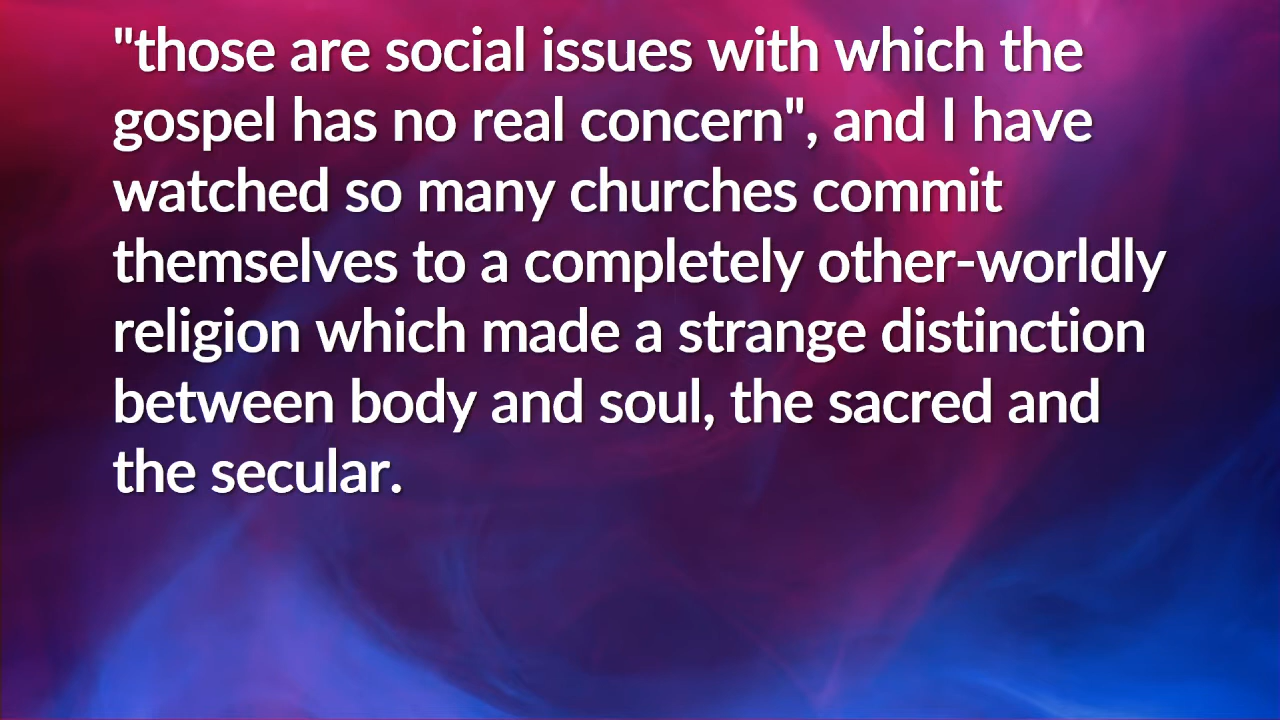 "those are social issues with which the
gospel has no real concern", and I have
watched so many churches commit
themselves to a completely other-worldly
religion which made a strange distinction
between body and soul, the sacred and
the secular.